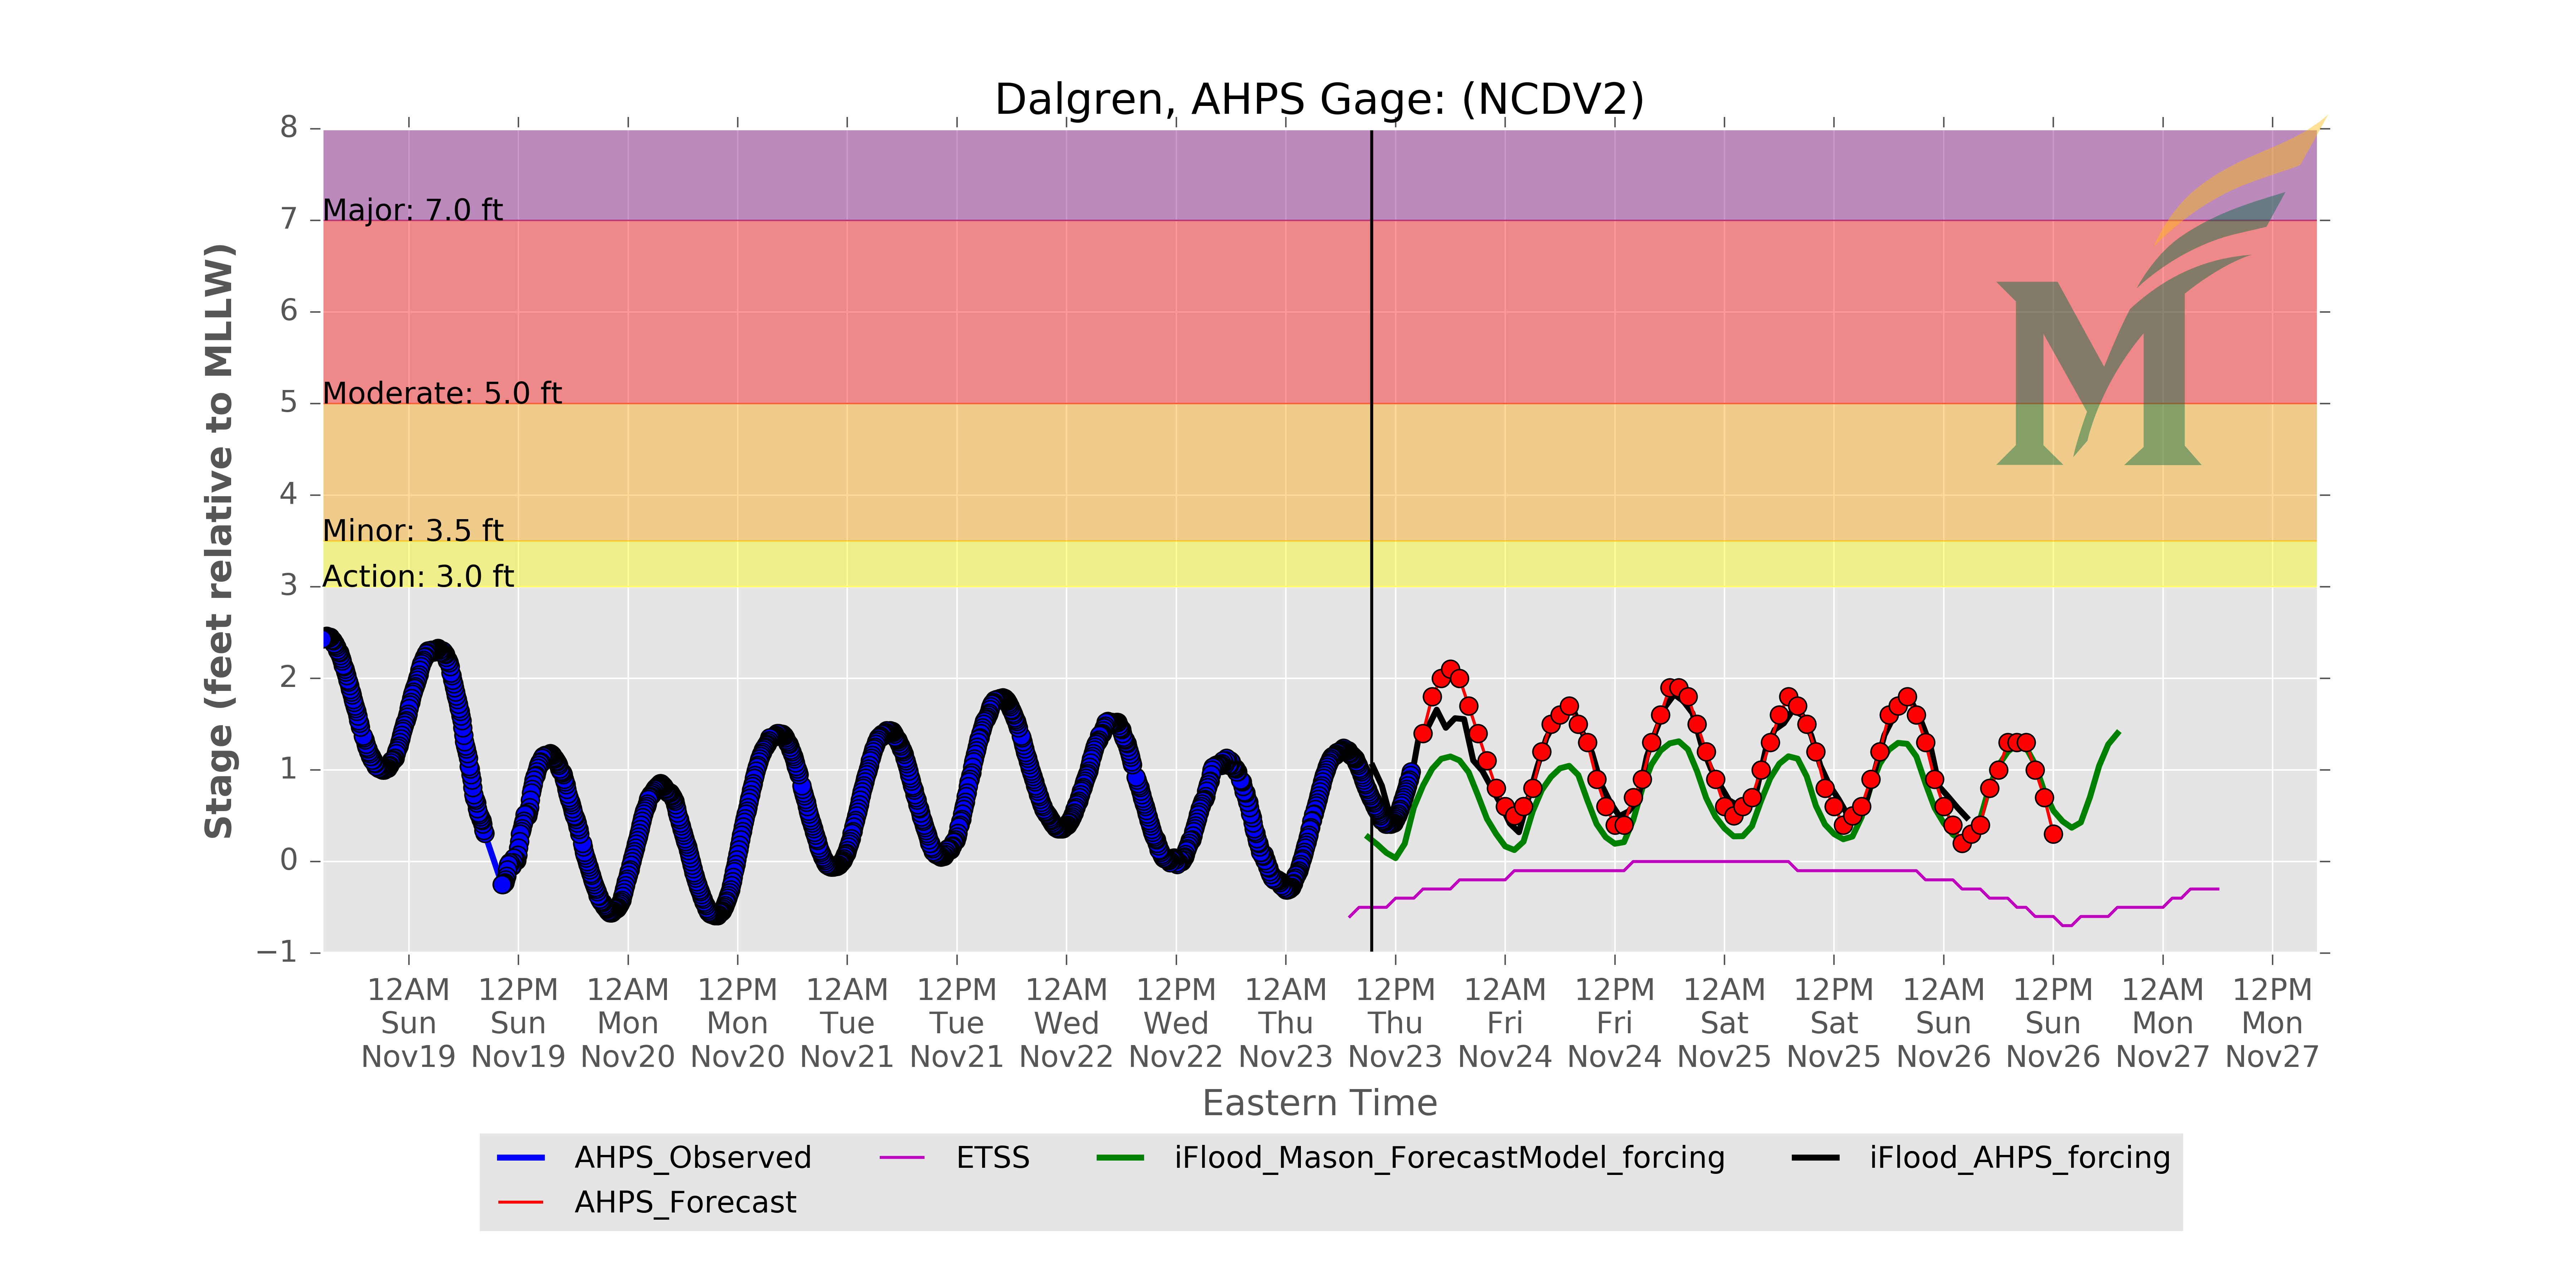 Dalgren, AHPS Gage: (NCDV2)
Stage (feet relative to MLLW)
8
7
6
5
4
3
2
1
0
−1
Major: 7.0 ft
Moderate: 5.0 ft
Minor: 3.5 ft
Action: 3.0 ft
M
12AM 12PM 12AM 12PM 12AM 12PM 12AM 12PM 12AM 12PM 12AM 12PM 12AM 12PM 12AM 12PM 12AM 12PM
Sun Sun Mon Mon Tue Tue Wed Wed Thu Thu Fri Fri Sat Sat Sun Sun Mon Mon
Nov19 Nov19 Nov20 Nov20 Nov21 Nov21 Nov22 Nov22 Nov23 Nov23 Nov24 Nov24 Nov25 Nov25 Nov26 Nov26 Nov27 Nov27
Eastern Time
AHPS_Observed ETSS iFlood_Mason_ForecastModel_forcing iFlood_AHPS_forcing
AHPS_Forecast